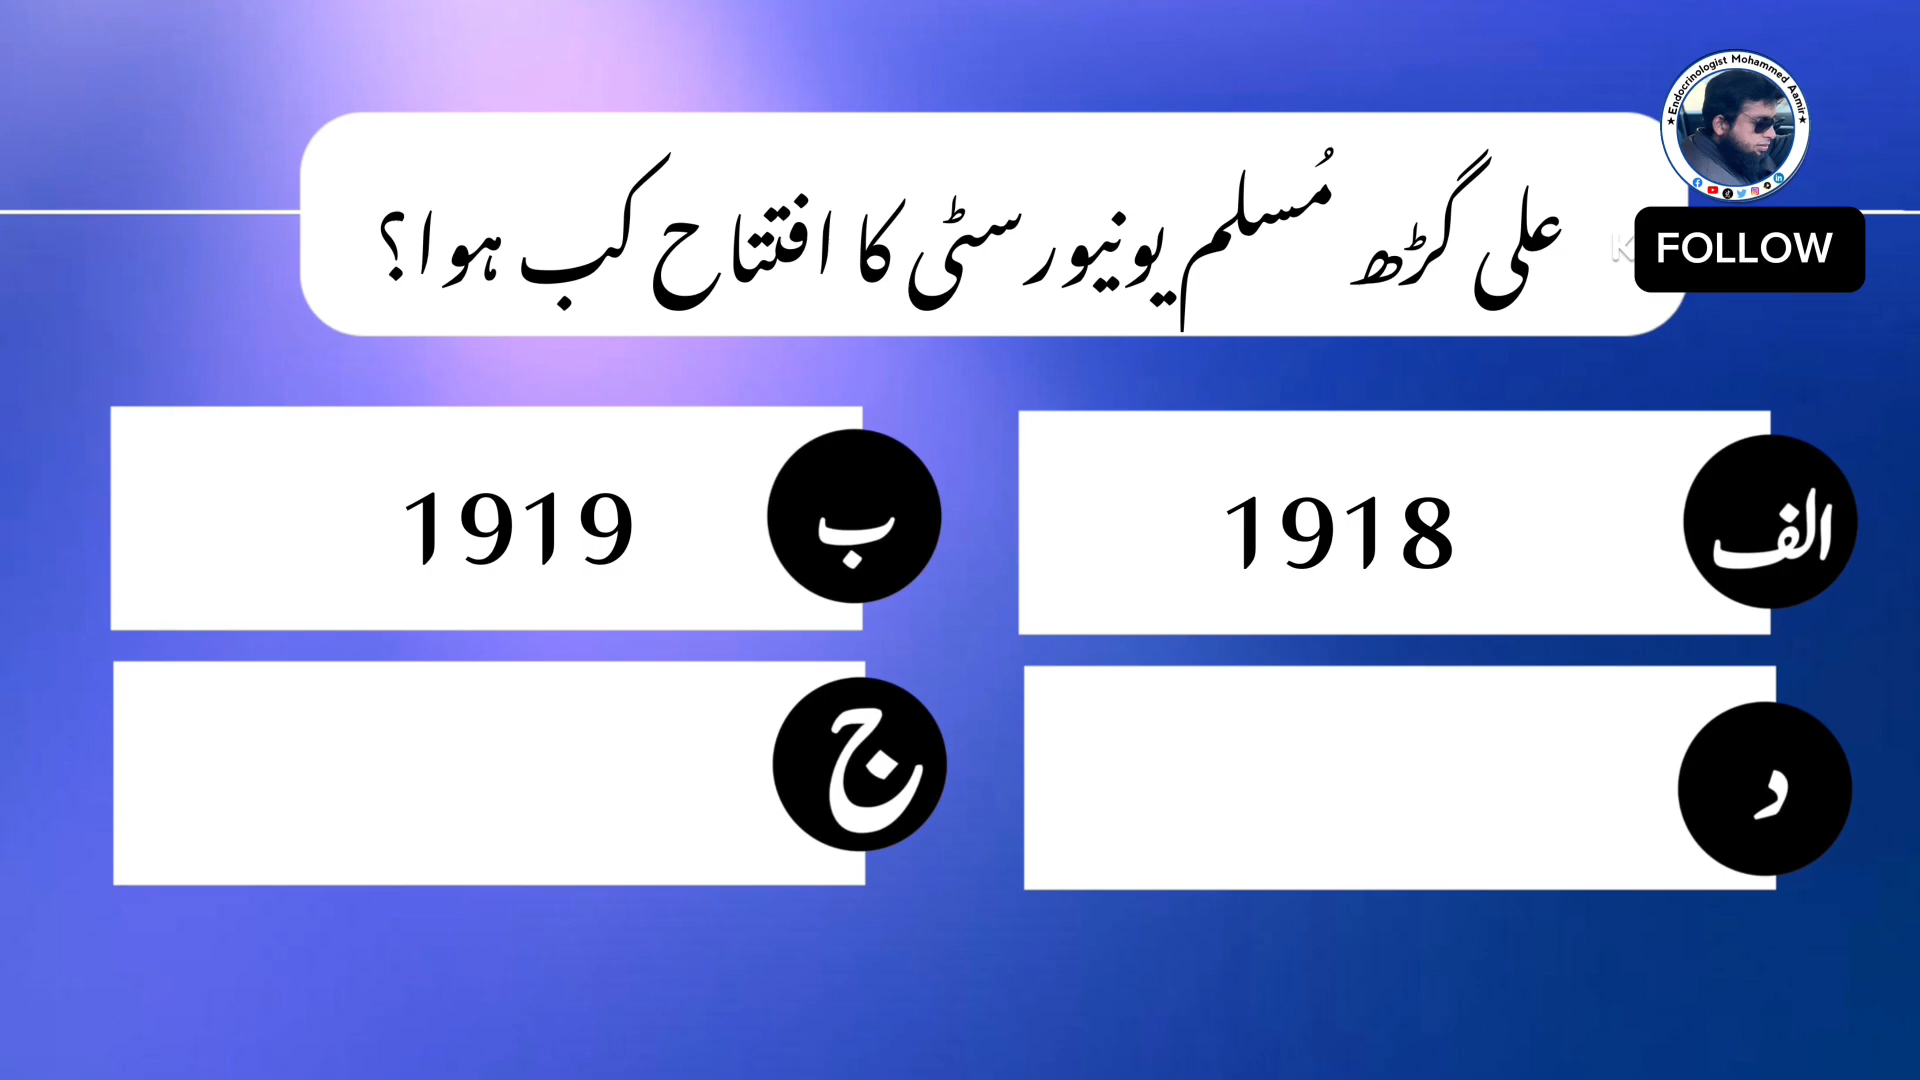 ★ Endocrinologist Mohammed Aamir ★
علی گڑھ مُسلم یونیورسٹی کا افتتاح کب ہوا؟
K
FOLLOW
الف
1918
ب
1919
ج
د